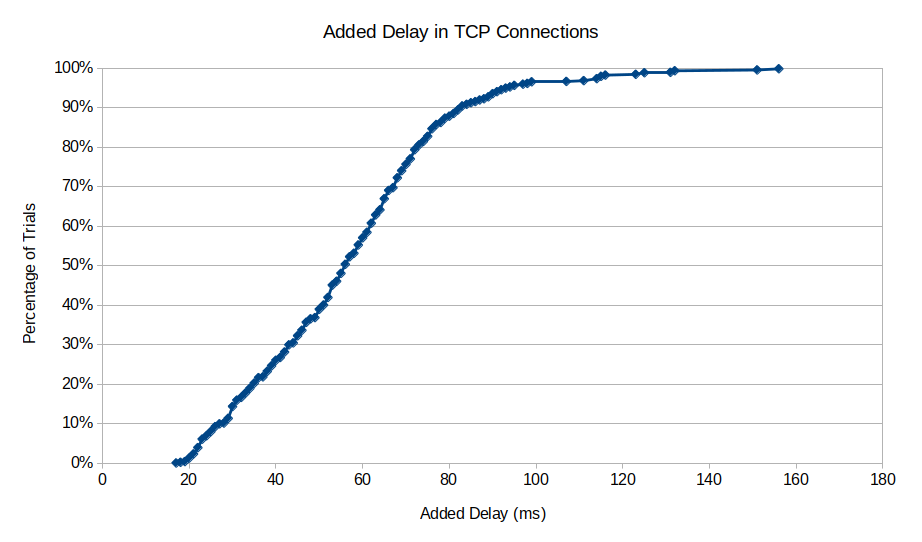 Added Delay in TCP Connections
100%
90%
80%
70%
60%
50%
40%
30%
20%
10%
0%
Percentage of Trials
0 20 40 60 80 100 120 140 160 180
Added Delay (ms)